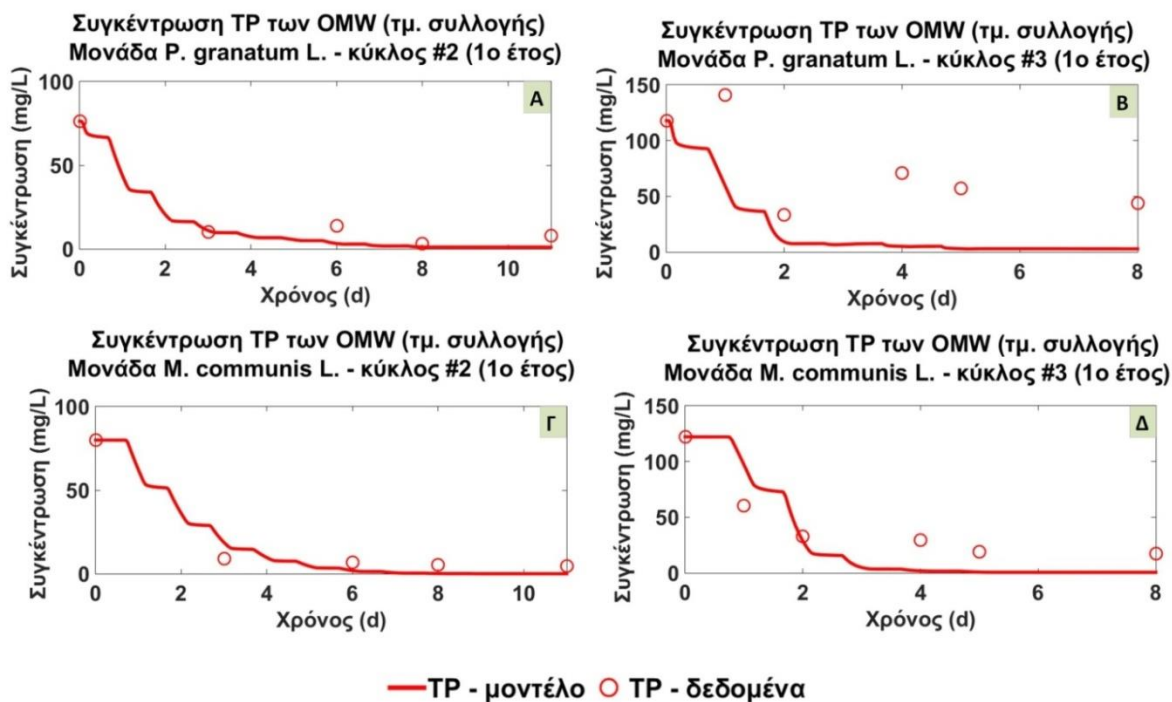 Συγκέντρωση TP των OMW (τμ. συλλογής)
Μονάδα P. granatum L. - κύκλος #2 (1ο έτος)
A
Συγκέντρωση (mg/L)
100
50
0
0 2 4 6 8 10
Χρόνος (d)
Συγκέντρωση TP των OMW (τμ. συλλογής)
Μονάδα P. granatum L. - κύκλος #3 (1ο έτος)
B
Συγκέντρωση (mg/L)
150
100
50
0
0 2 4 6 8
Χρόνος (d)
Συγκέντρωση TP των OMW (τμ. συλλογής)
Μονάδα M. communis L. - κύκλος #2 (1ο έτος)
Γ
Συγκέντρωση (mg/L)
100
50
0
0 2 4 6 8 10
Χρόνος (d)
Συγκέντρωση TP των OMW (τμ. συλλογής)
Μονάδα M. communis L. - κύκλος #3 (1ο έτος)
Δ
Συγκέντρωση (mg/L)
150
100
50
0
0 2 4 6 8
Χρόνος (d)
TP - μοντέλο TP - δεδομένα